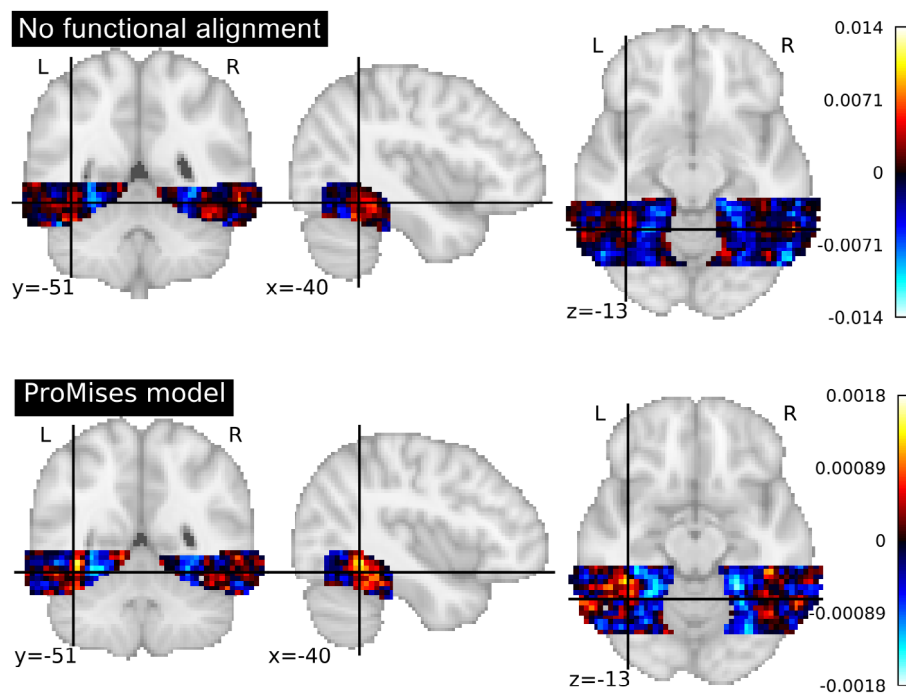 No functional alignment
L R L R
0.014
0.0071
0
-0.0071
-0.014
y=-51 x=-40 z=-13
ProMises model
L R L R
0.0018
0.00089
0
-0.00089
-0.0018
y=-51 x=-40 z=-13